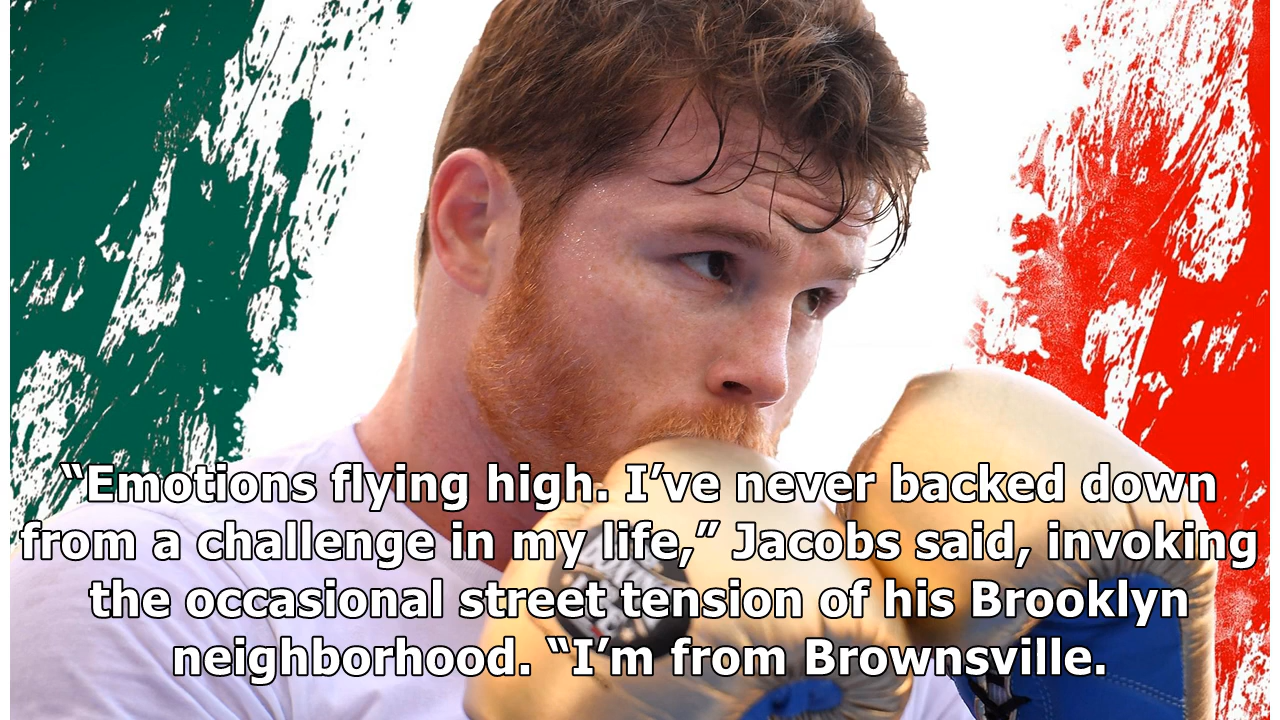 “Emotions flying high. I’ve never backed down
from a challenge in my life,” Jacobs said, invoking
the occasional street tension of his Brooklyn
neighborhood. “I’m from Brownsville.